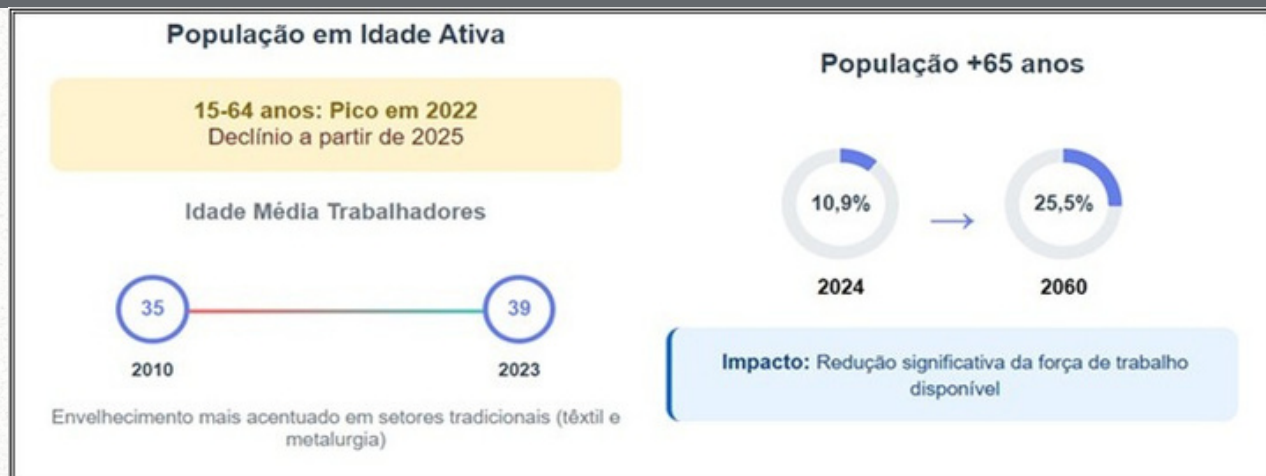 População em Idade Ativa
15-64 anos: Pico em 2022
Declínio a partir de 2025
Idade Média Trabalhadores
35
39
2010
2023
Envelhecimento mais acentuado em setores tradicionais (têxtil e
metalurgia)
População +65 anos
10,9%
→
25,5%
2024
2060
Impacto: Redução significativa da força de trabalho
disponível